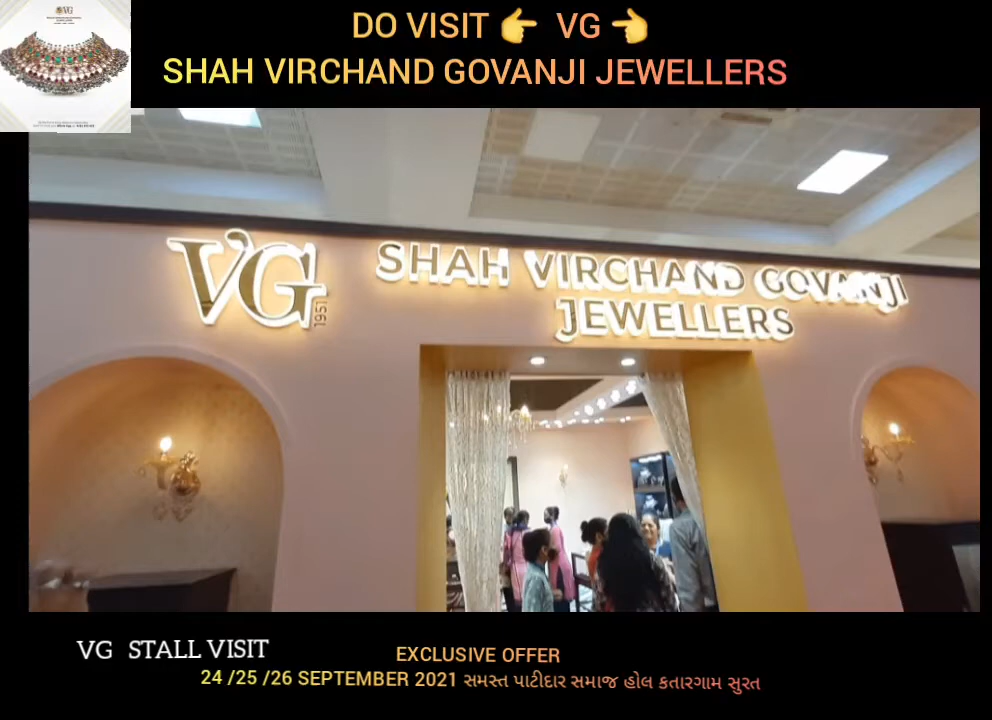 VG
DO VISIT 👉 VG 👈
SHAH VIRCHAND GOVANJI JEWELLERS
VG
1951
SHAH VIRCHAND GOVANJI
JEWELLERS
VG STALL VISIT
EXCLUSIVE OFFER
24 /25 /26 SEPTEMBER 2021 સમસ્ત પાટીદાર સમાજ હોલ કતારગામ સુરત